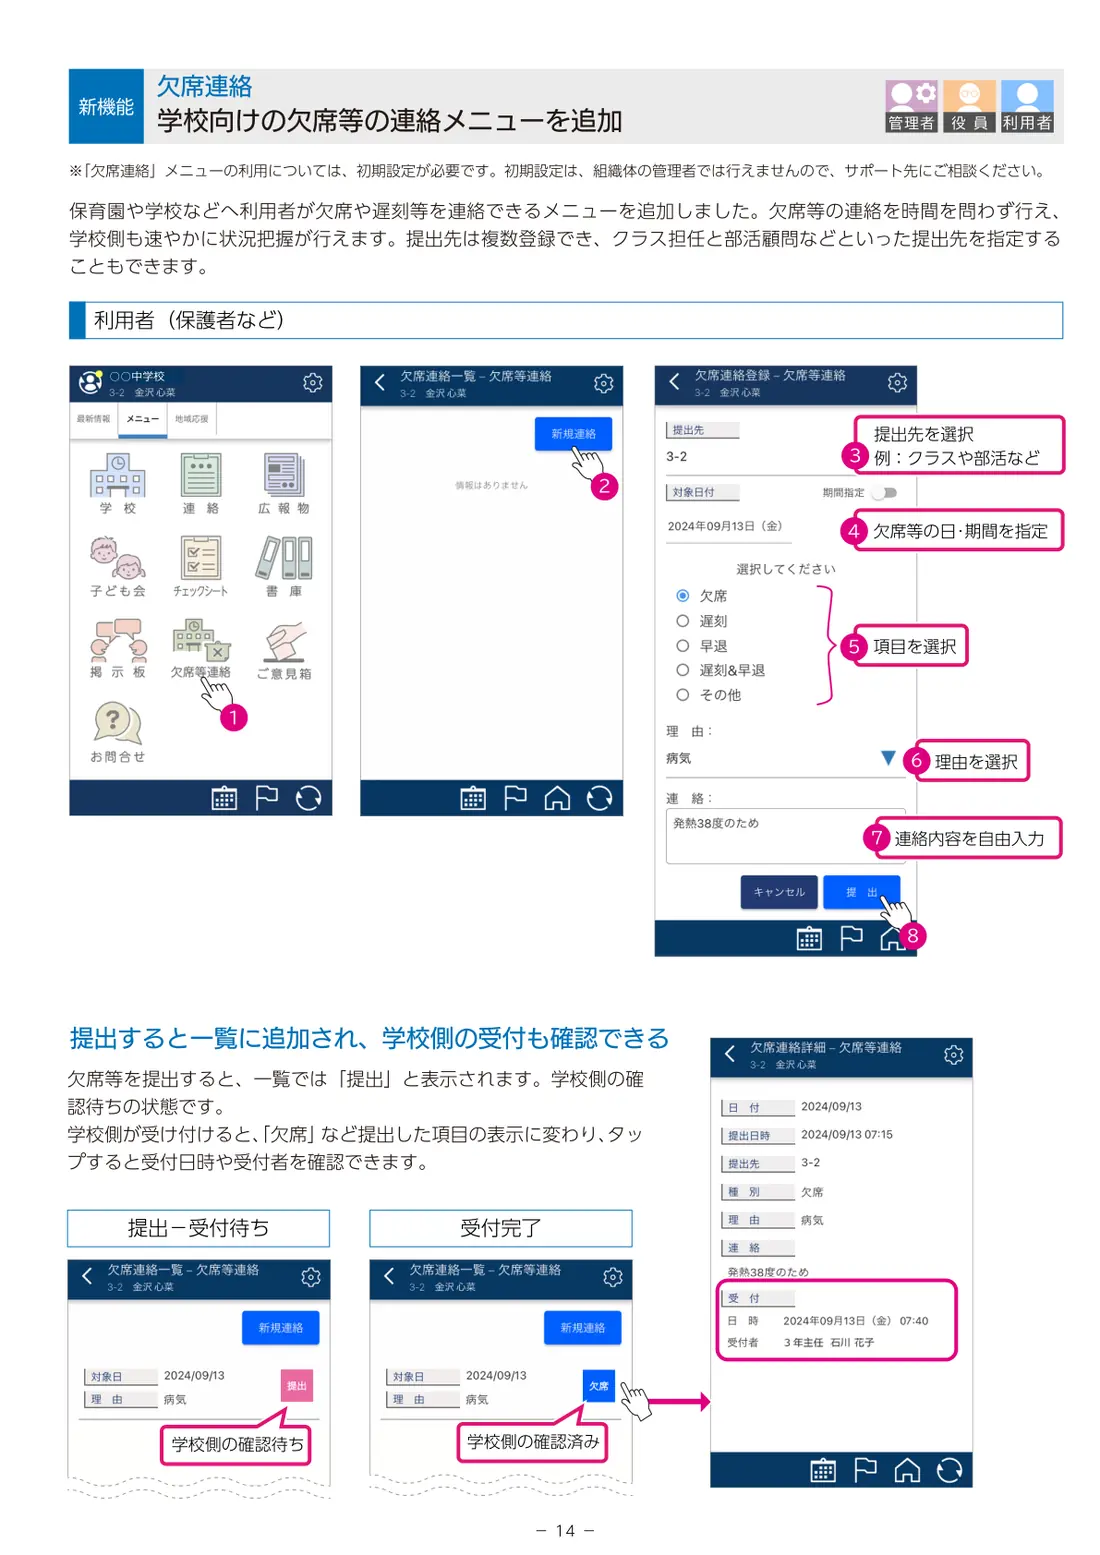 新機能
欠席連絡
学校向けの欠席等の連絡メニューを追加
管理者
役 員
利用者
※「欠席連絡」メニューの利用については、初期設定が必要です。初期設定は、組織体の管理者では行えませんので、サポート先にご相談ください。
保育園や学校などへ利用者が欠席や遅刻等を連絡できるメニューを追加しました。欠席等の連絡を時間を問わず行え、
学校側も速やかに状況把握が行えます。提出先は複数登録でき、クラス担任と部活顧問などといった提出先を指定する
こともできます。
利用者（保護者など）
○○中学校
3-2 金沢 心菜
最新情報
メニュー
地域応援
学 校
連 絡
広 報 物
子ども会
チェックシート
書 庫
掲 示 板
欠席等連絡
ご意見箱
お問合せ
1
欠席連絡一覧 – 欠席等連絡
3-2 金沢 心菜
新規連絡
2
情報はありません
欠席連絡登録 – 欠席等連絡
3-2 金沢 心菜
提出先
3-2
3
提出先を選択
例：クラスや部活など
対象日付
期間指定
2024年09月13日（金）
4
欠席等の日・期間を指定
選択してください
欠席
遅刻
早退
遅刻&早退
その他
5
項目を選択
理 由：
病気
6
理由を選択
連 絡：
発熱38度のため
7
連絡内容を自由入力
キャンセル
提 出
8
提出すると一覧に追加され、学校側の受付も確認できる
欠席等を提出すると、一覧では「提出」と表示されます。学校側の確
認待ちの状態です。
学校側が受け付けると、「欠席」など提出した項目の表示に変わり、タッ
プすると受付日時や受付者を確認できます。
提出－受付待ち
欠席連絡一覧 – 欠席等連絡
3-2 金沢 心菜
新規連絡
対象日
2024/09/13
理 由
病気
提出
学校側の確認待ち
受付完了
欠席連絡一覧 – 欠席等連絡
3-2 金沢 心菜
新規連絡
対象日
2024/09/13
理 由
病気
欠席
学校側の確認済み
欠席連絡詳細 – 欠席等連絡
3-2 金沢 心菜
日 付
2024/09/13
提出日時
2024/09/13 07:15
提出先
3-2
種 別
欠席
理 由
病気
連 絡
発熱38度のため
受 付
日 時 2024年09月13日（金） 07:40
受付者 3年主任 石川 花子
－ 14 －